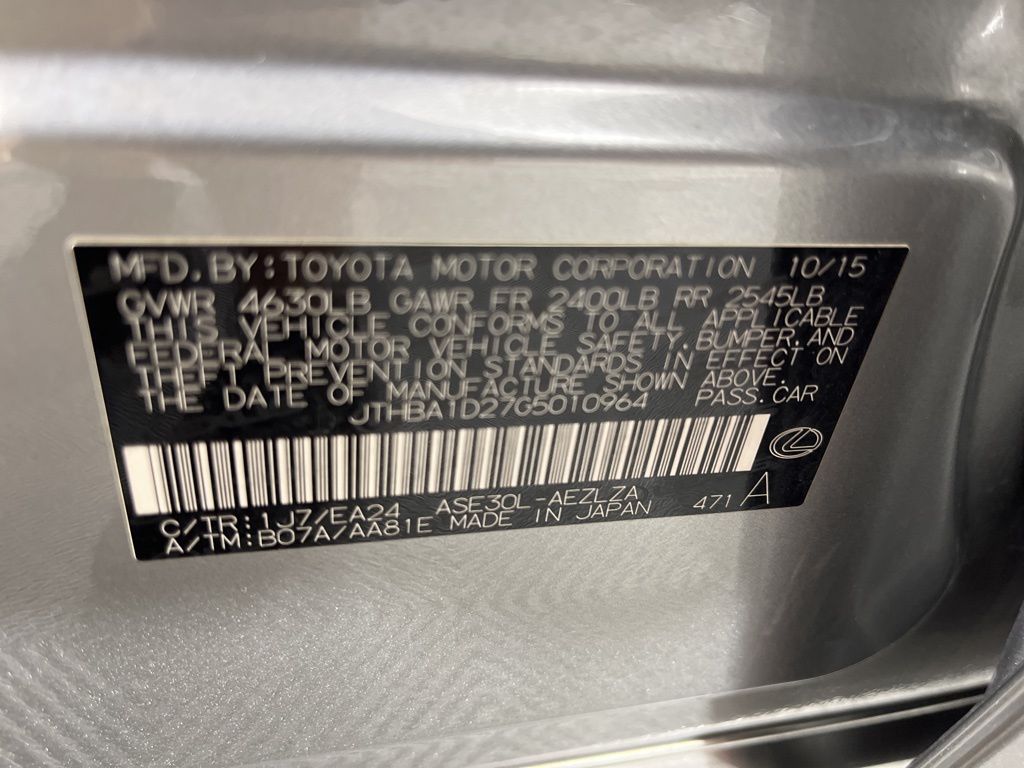 MFD.BY:TOYOTA MOTOR CORPORATION 10/15
GVWR 4630LB GAWR FR 2400LB RR 2545LB
THIS VEHICLE CONFORMS TO ALL APPLICABLE
FEDERAL MOTOR VEHICLE SAFETY,BUMPER,AND
THEFT PREVENTION STANDARDS IN EFFECT ON
THE DATE OF MANUFACTURE SHOWN ABOVE.
JTHBA1D27G5010964 PASS.CAR
C/TR:1J7/EA24 ASE30L-AEZLZA 471 A
A/TM:B07A/AA81E MADE IN JAPAN